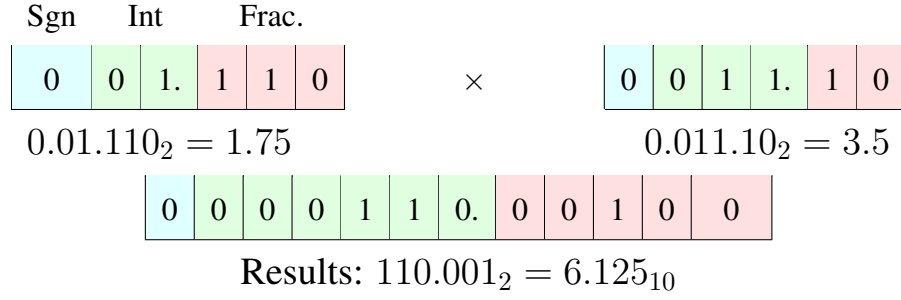 Sgn Int Frac.
0 0 1. 1 1 0 × 0 0 1 1. 1 0
0.01.110₂ = 1.75 0.011.10₂ = 3.5
0 0 0 0 1 1 0. 0 0 1 0 0
Results: 110.001₂ = 6.125₁₀